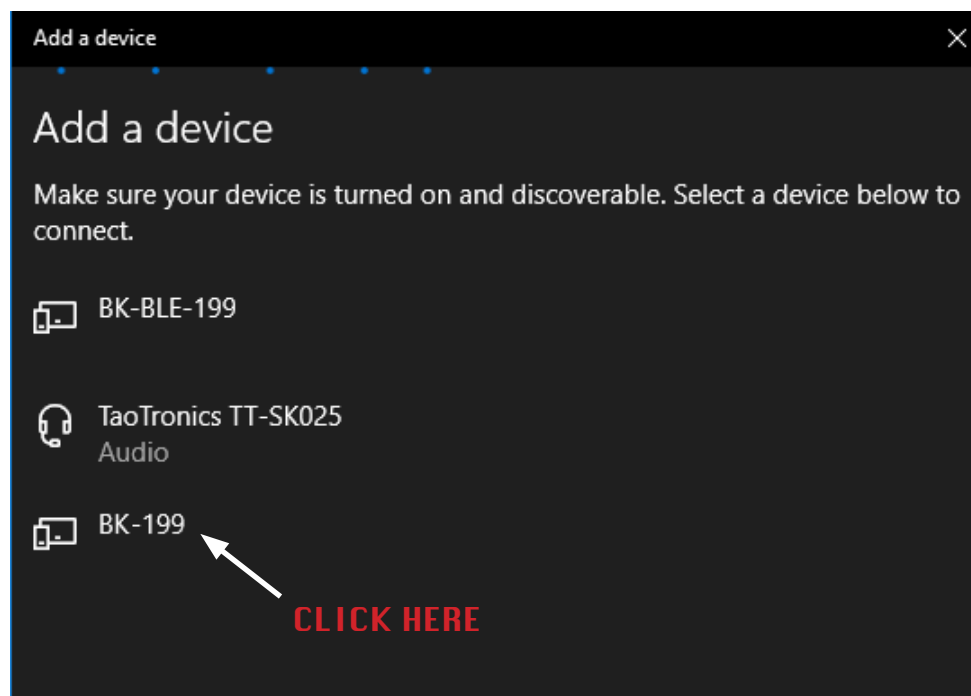 Add a device
Add a device
Make sure your device is turned on and discoverable. Select a device below to
connect.
BK-BLE-199
TaoTronics TT-SK025
Audio
BK-199
CLICK HERE